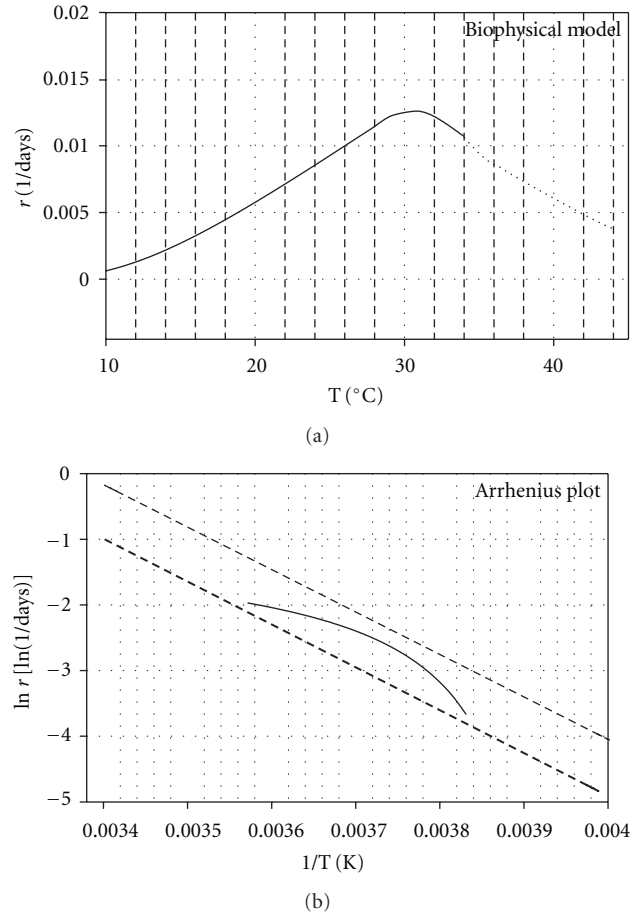 Biophysical model
0.02
0.015
0.01
0.005
0
r (1/days)
10 20 30 40
T (°C)
(a)
Arrhenius plot
0
−1
−2
−3
−4
−5
ln r [ln(1/days)]
0.0034 0.0035 0.0036 0.0037 0.0038 0.0039 0.004
1/T (K)
(b)